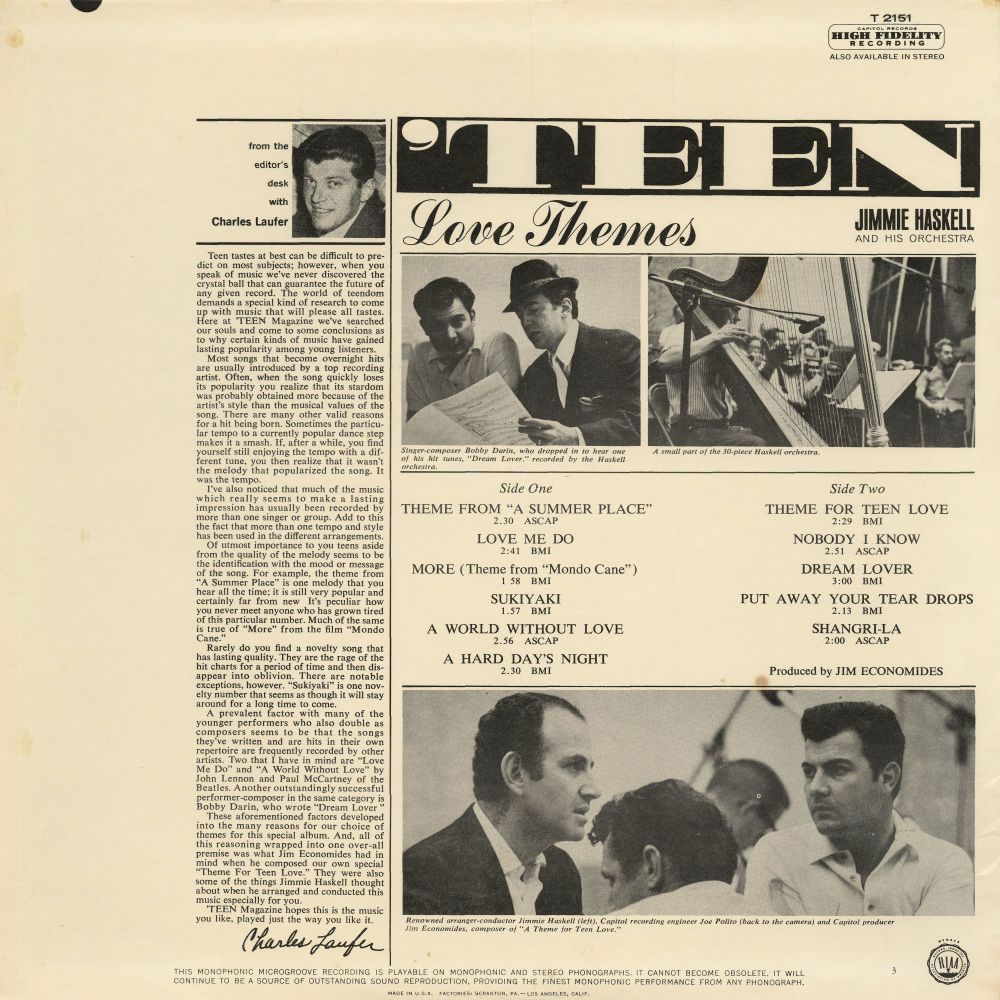 T 2151
CAPITOL RECORDS
HIGH FIDELITY
RECORDING
ALSO AVAILABLE IN STEREO
from the
editor's
desk
with
Charles Laufer
Teen tastes at best can be difficult to pre-
dict on most subjects; however, when you
speak of music we've never discovered the
crystal ball that can guarantee the future of
any given record. The world of teendom
demands a special kind of research to come
up with music that will please all tastes.
Here at 'TEEN Magazine we've searched
our souls and come to some conclusions as
to why certain kinds of music have gained
lasting popularity among young listeners.
Most songs that become overnight hits
are usually introduced by a top recording
artist. Often, when the song quickly loses
its popularity you realize that its stardom
was probably obtained more because of the
artist's style than the musical values of the
song. There are many other valid reasons
for a hit being born. Sometimes the particu-
lar tempo to a currently popular dance step
makes it a smash. If, after a while, you find
yourself still enjoying the tempo with a dif-
ferent tune, you then realize that it wasn't
the melody that popularized the song. It
was the tempo.
I've also noticed that much of the music
which really seems to make a lasting
impression has usually been recorded by
more than one singer or group. Add to this
the fact that more than one tempo and style
has been used in the different arrangements.
Of utmost importance to you teens aside
from the quality of the melody seems to be
the identification with the mood or message
of the song. For example, the theme from
"A Summer Place" is one melody that you
hear all the time; it is still very popular and
certainly far from new It's peculiar how
you never meet anyone who has grown tired
of this particular number. Much of the same
is true of "More" from the film "Mondo
Cane."
Rarely do you find a novelty song that
has lasting quality. They are the rage of the
hit charts for a period of time and then dis-
appear into oblivion. There are notable
exceptions, however. "Sukiyaki" is one nov-
elty number that seems as though it will stay
around for a long time to come.
A prevalent factor with many of the
younger performers who also double as
composers seems to be that the songs
they've written and are hits in their own
repertoire are frequently recorded by other
artists. Two that I have in mind are "Love
Me Do" and "A World Without Love" by
John Lennon and Paul McCartney of the
Beatles. Another outstandingly successful
performer-composer in the same category is
Bobby Darin, who wrote "Dream Lover"
These aforementioned factors developed
into the many reasons for our choice of
themes for this special album. And, all of
this reasoning wrapped into one over-all
premise was what Jim Economides had in
mind when he composed our own special
"Theme For Teen Love." They were also
some of the things Jimmie Haskell thought
about when he arranged and conducted this
music especially for you.
'TEEN Magazine hopes this is the music
you like, played just the way you like it.
Charles Laufer
'TEEN
Love Themes
JIMMIE HASKELL
AND HIS ORCHESTRA
Singer-composer Bobby Darin, who dropped in to hear one
of his hit tunes, "Dream Lover," recorded by the Haskell
orchestra.
A small part of the 30-piece Haskell orchestra.
Side One
THEME FROM "A SUMMER PLACE"
2.30 ASCAP
LOVE ME DO
2:41 BMI
MORE (Theme from "Mondo Cane")
1 58 BMI
SUKIYAKI
1.57 BMI
A WORLD WITHOUT LOVE
2.56 ASCAP
A HARD DAY'S NIGHT
2.30 BMI
Side Two
THEME FOR TEEN LOVE
2:29 BMI
NOBODY I KNOW
2.51 ASCAP
DREAM LOVER
3:00 BMI
PUT AWAY YOUR TEAR DROPS
2.13 BMI
SHANGRI-LA
2:00 ASCAP
Produced by JIM ECONOMIDES
Renowned arranger-conductor Jimmie Haskell (left), Capitol recording engineer Joe Polito (back to the camera) and Capitol producer
Jim Economides, composer of "A Theme for Teen Love."
THIS MONOPHONIC MICROGROOVE RECORDING IS PLAYABLE ON MONOPHONIC AND STEREO PHONOGRAPHS. IT CANNOT BECOME OBSOLETE. IT WILL
CONTINUE TO BE A SOURCE OF OUTSTANDING SOUND REPRODUCTION, PROVIDING THE FINEST MONOPHONIC PERFORMANCE FROM ANY PHONOGRAPH.
MADE IN U.S.A. FACTORIES: SCRANTON, PA.—LOS ANGELES, CALIF.
3
RIAA